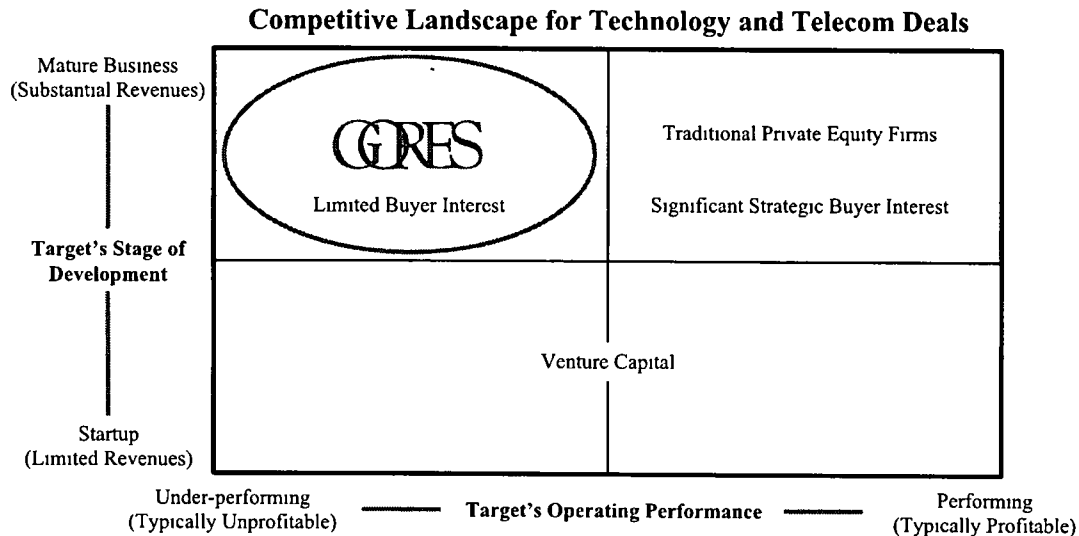 Competitive Landscape for Technology and Telecom Deals
Mature Business
(Substantial Revenues)
GORES
Limited Buyer Interest
Traditional Private Equity Firms
Significant Strategic Buyer Interest
Target's Stage of
Development
Venture Capital
Startup
(Limited Revenues)
Under-performing
(Typically Unprofitable)
Target's Operating Performance
Performing
(Typically Profitable)